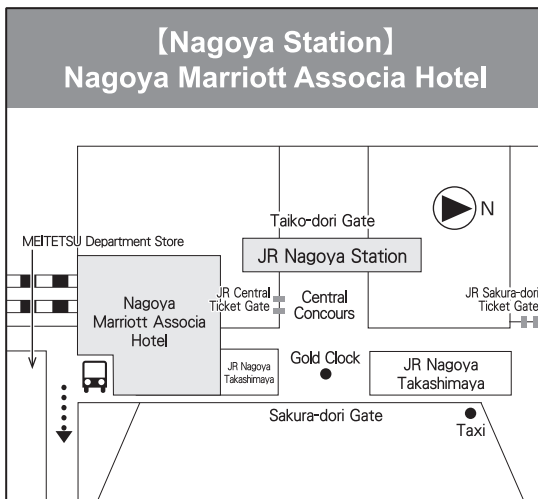 【Nagoya Station】
Nagoya Marriott Associa Hotel
N
Taiko-dori Gate
MEITETSU Department Store
JR Nagoya Station
Nagoya
Marriott Associa
Hotel
JR Central
Ticket Gate
Central
Concours
JR Sakura-dori
Ticket Gate
JR Nagoya
Takashimaya
Gold Clock
JR Nagoya
Takashimaya
Sakura-dori Gate
Taxi